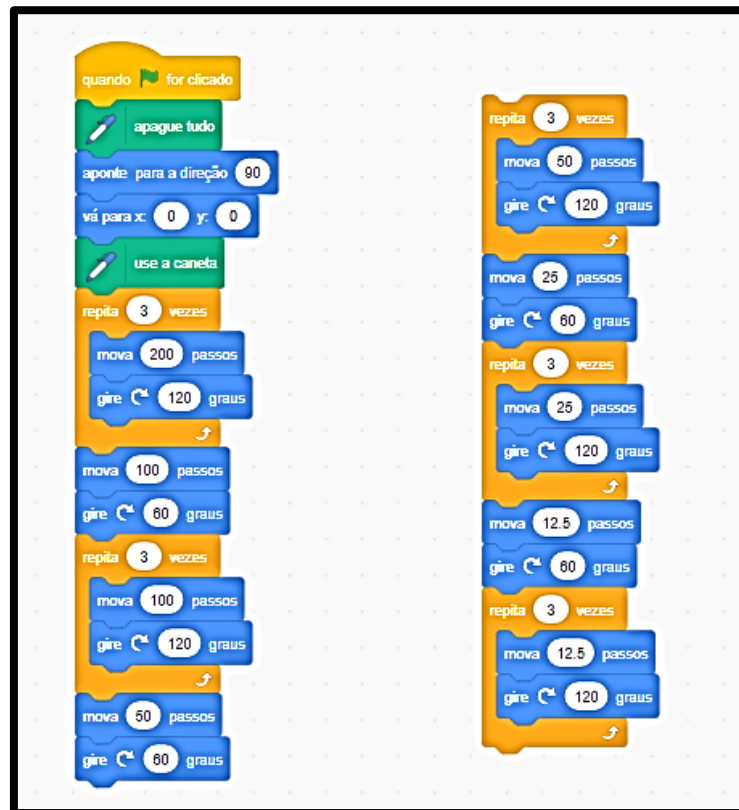 quando for clicado
apague tudo
aponte para a direção 90
vá para x: 0 y: 0
use a caneta
repita 3 vezes
mova 200 passos
gire 120 graus
mova 100 passos
gire 60 graus
repita 3 vezes
mova 100 passos
gire 120 graus
mova 50 passos
gire 60 graus
repita 3 vezes
mova 50 passos
gire 120 graus
mova 25 passos
gire 60 graus
repita 3 vezes
mova 25 passos
gire 120 graus
mova 12.5 passos
gire 60 graus
repita 3 vezes
mova 12.5 passos
gire 120 graus